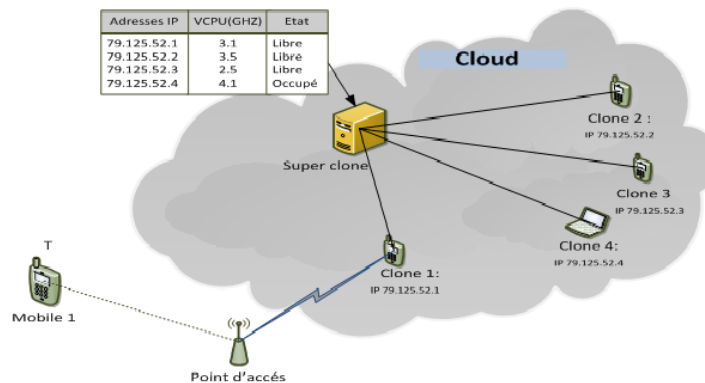 Adresses IP VCPU(GHZ) Etat
79.125.52.1 3.1 Libre
79.125.52.2 3.5 Libre
79.125.52.3 2.5 Libre
79.125.52.4 4.1 Occupé
Cloud
Clone 2 :
IP 79.125.52.2
Super clone
Clone 3
IP 79.125.52.3
Clone 4:
IP 79.125.52.4
T
Clone 1:
IP 79.125.52.1
Mobile 1
Point d'accés